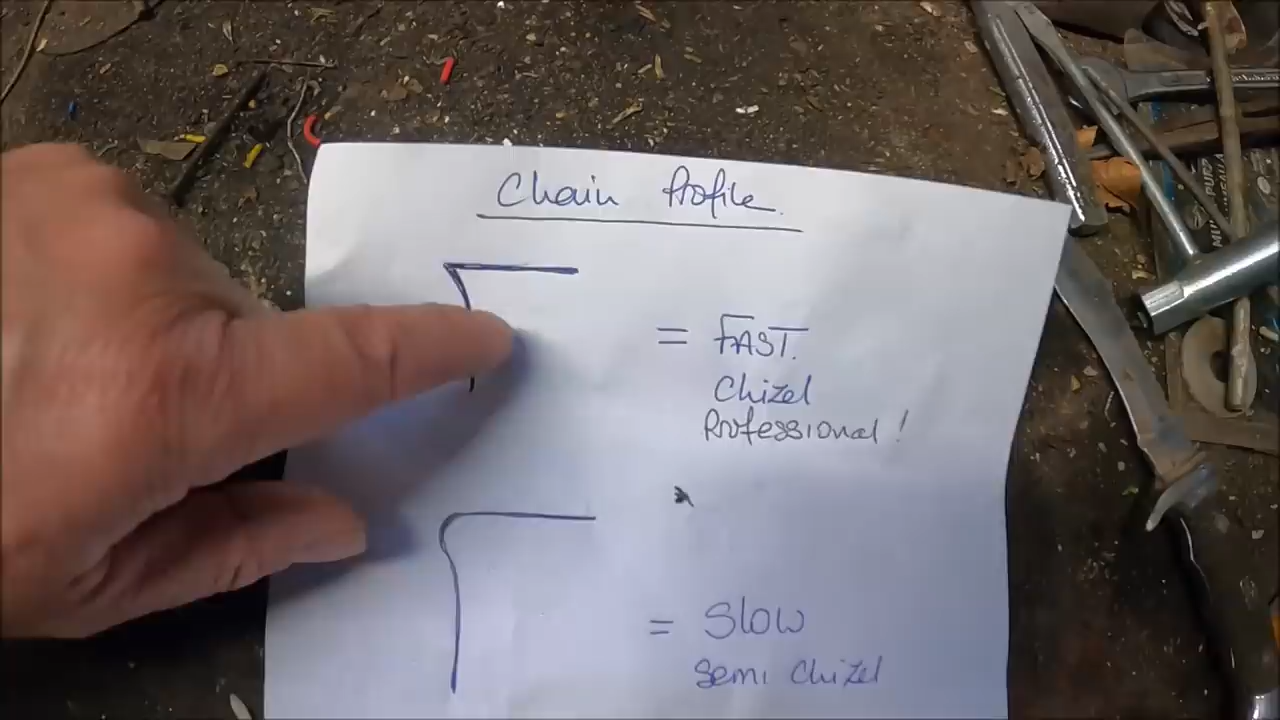 Chain Profile.
= FAST.
Chizel
Professional!
= Slow
Semi Chizel